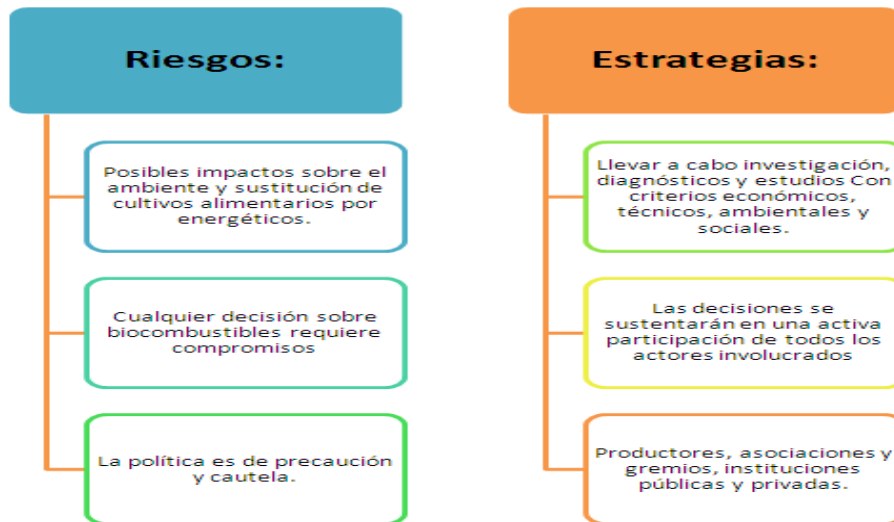 Riesgos:
Posibles impactos sobre el
ambiente y sustitución de
cultivos alimentarios por
energéticos.
Cualquier decisión sobre
biocombustibles requiere
compromisos
La política es de precaución
y cautela.
Estrategias:
Llevar a cabo investigación,
diagnósticos y estudios Con
criterios económicos,
técnicos, ambientales y
sociales.
Las decisiones se
sustentarán en una activa
participación de todos los
actores involucrados
Productores, asociaciones y
gremios, instituciones
públicas y privadas.